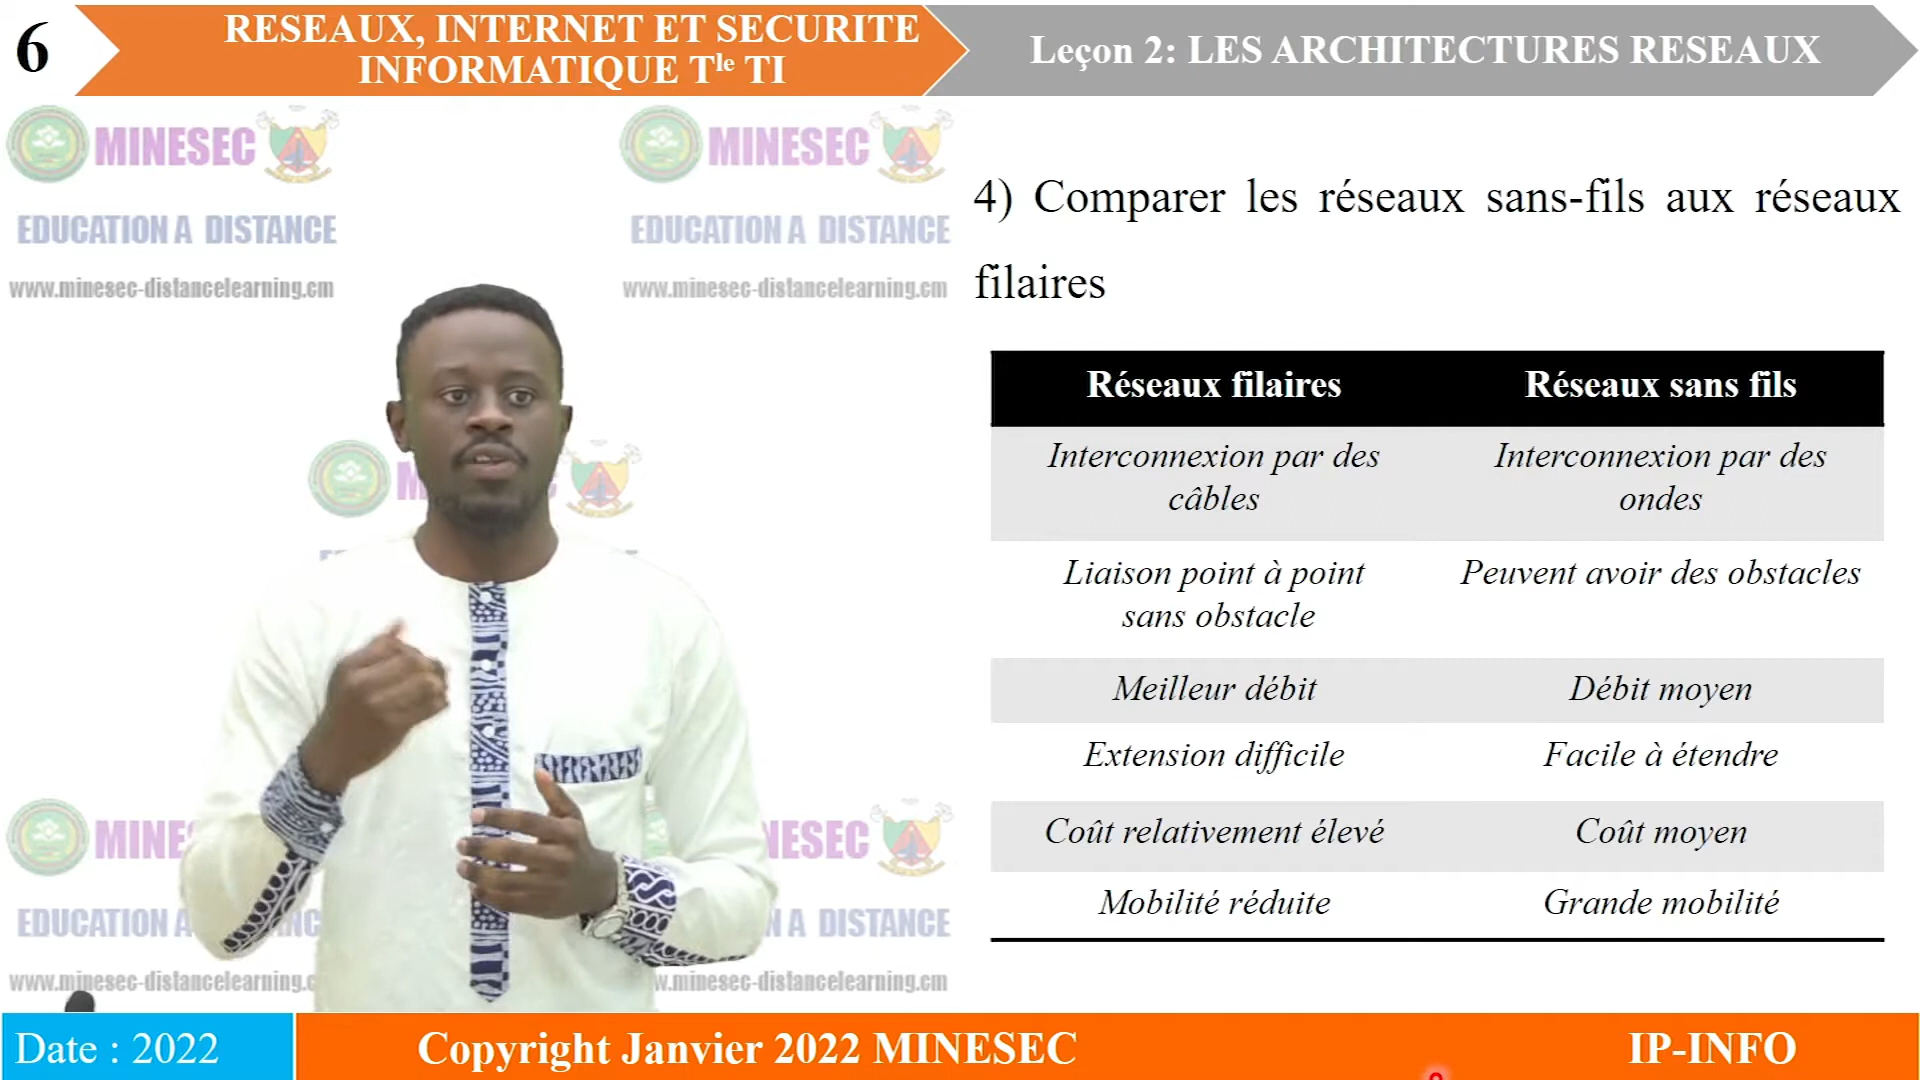 6
RESEAUX, INTERNET ET SECURITE
INFORMATIQUE Tle TI
Leçon 2: LES ARCHITECTURES RESEAUX
MINESEC
EDUCATION A DISTANCE
www.minesec-distancelearning.cm
MINESEC
EDUCATION A DISTANCE
www.minesec-distancelearning.cm
4) Comparer les réseaux sans-fils aux réseaux
filaires
Réseaux filaires Réseaux sans fils
Interconnexion par des
câbles
Interconnexion par des
ondes
Liaison point à point
sans obstacle
Peuvent avoir des obstacles
Meilleur débit Débit moyen
Extension difficile Facile à étendre
Coût relativement élevé Coût moyen
Mobilité réduite Grande mobilité
Date : 2022
Copyright Janvier 2022 MINESEC
IP-INFO